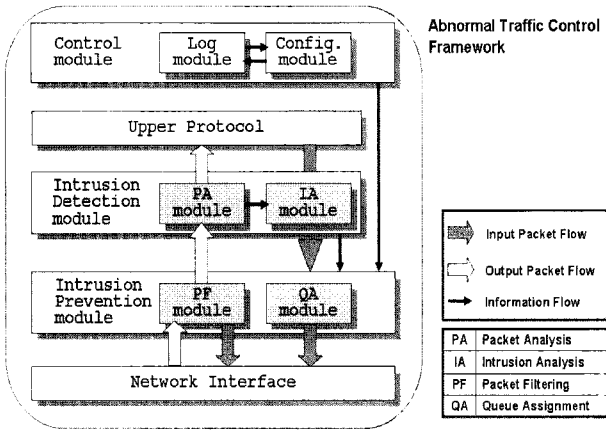 Abnormal Traffic Control
Framework
Control
module
Log
module
Config.
module
Upper Protocol
Intrusion
Detection
module
PA
module
IA
module
Intrusion
Prevention
module
PF
module
QA
module
Network Interface
Input Packet Flow
Output Packet Flow
Information Flow
PA Packet Analysis
IA Intrusion Analysis
PF Packet Filtering
QA Queue Assignment